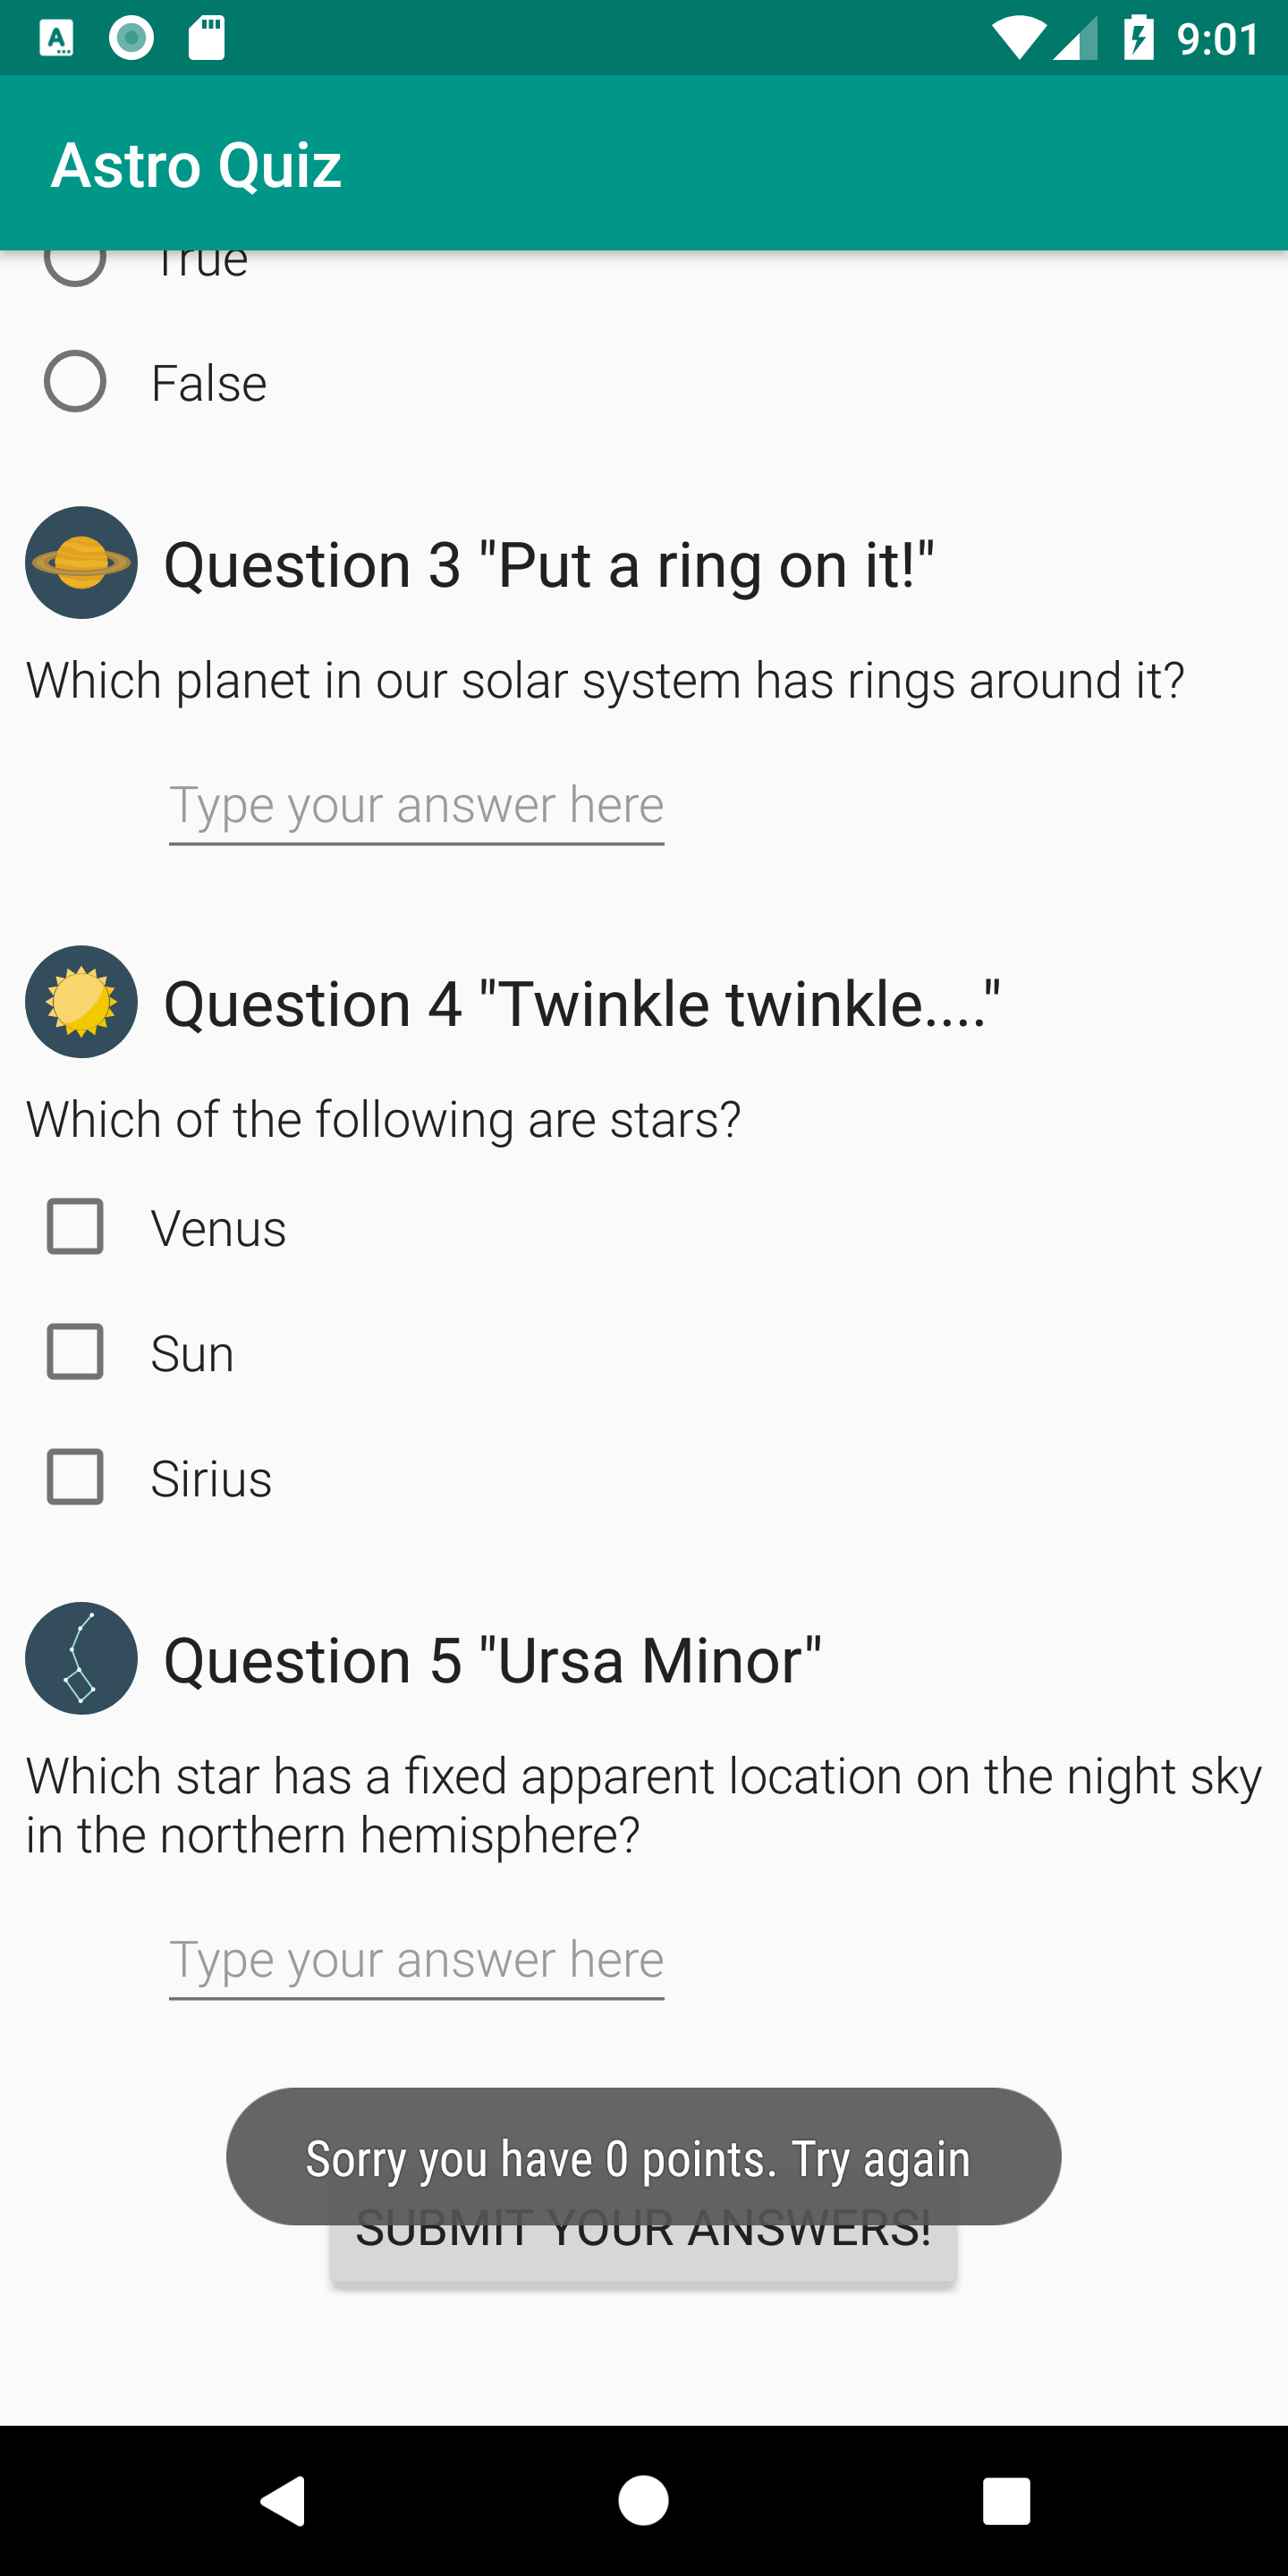 9:01
Astro Quiz
True
False
Question 3 "Put a ring on it!"
Which planet in our solar system has rings around it?
Type your answer here
Question 4 "Twinkle twinkle...."
Which of the following are stars?
Venus
Sun
Sirius
Question 5 "Ursa Minor"
Which star has a fixed apparent location on the night sky
in the northern hemisphere?
Type your answer here
Sorry you have 0 points. Try again
SUBMIT YOUR ANSWERS!